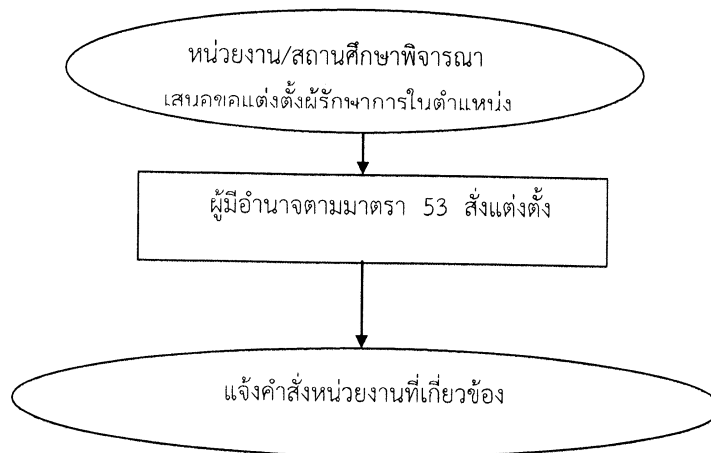 หน่วยงาน/สถานศึกษาพิจารณา
เสนอขอแต่งตั้งผู้รักษาการในตำแหน่ง
ผู้มีอำนาจตามมาตรา 53 สั่งแต่งตั้ง
แจ้งคำสั่งหน่วยงานที่เกี่ยวข้อง